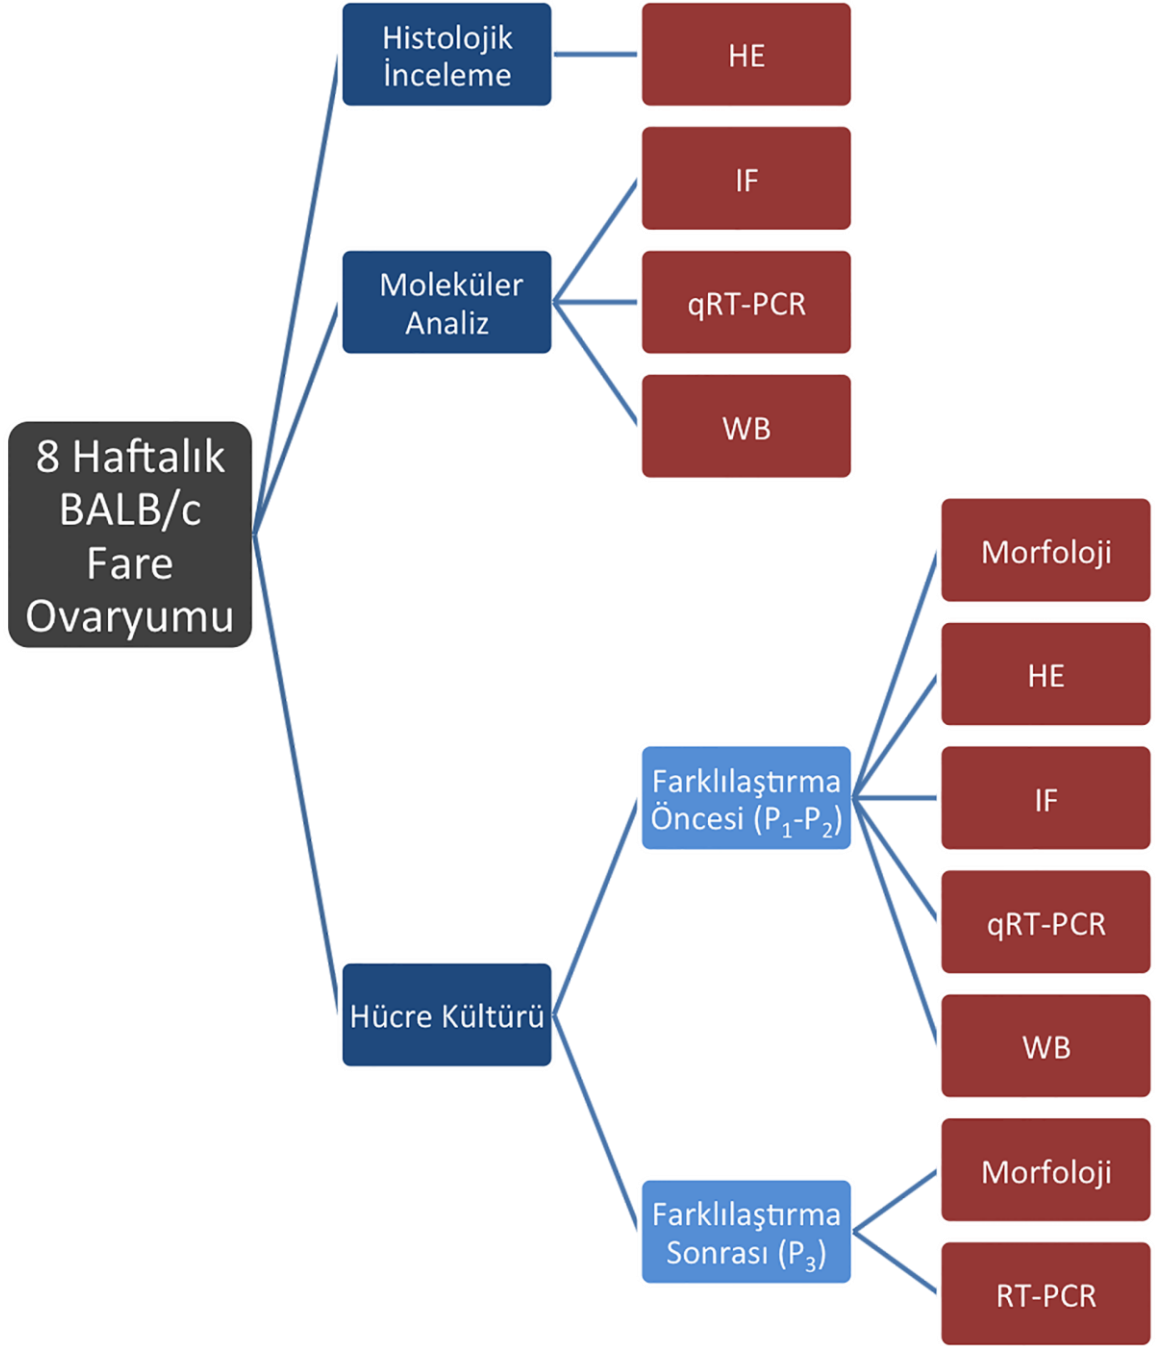 8 Haftalık
BALB/c
Fare
Ovaryumu
Histolojik
İnceleme
HE
Moleküler
Analiz
IF
qRT-PCR
WB
Hücre Kültürü
Farklılaştırma
Öncesi (P₁-P₂)
Morfoloji
HE
IF
qRT-PCR
WB
Farklılaştırma
Sonrası (P₃)
Morfoloji
RT-PCR